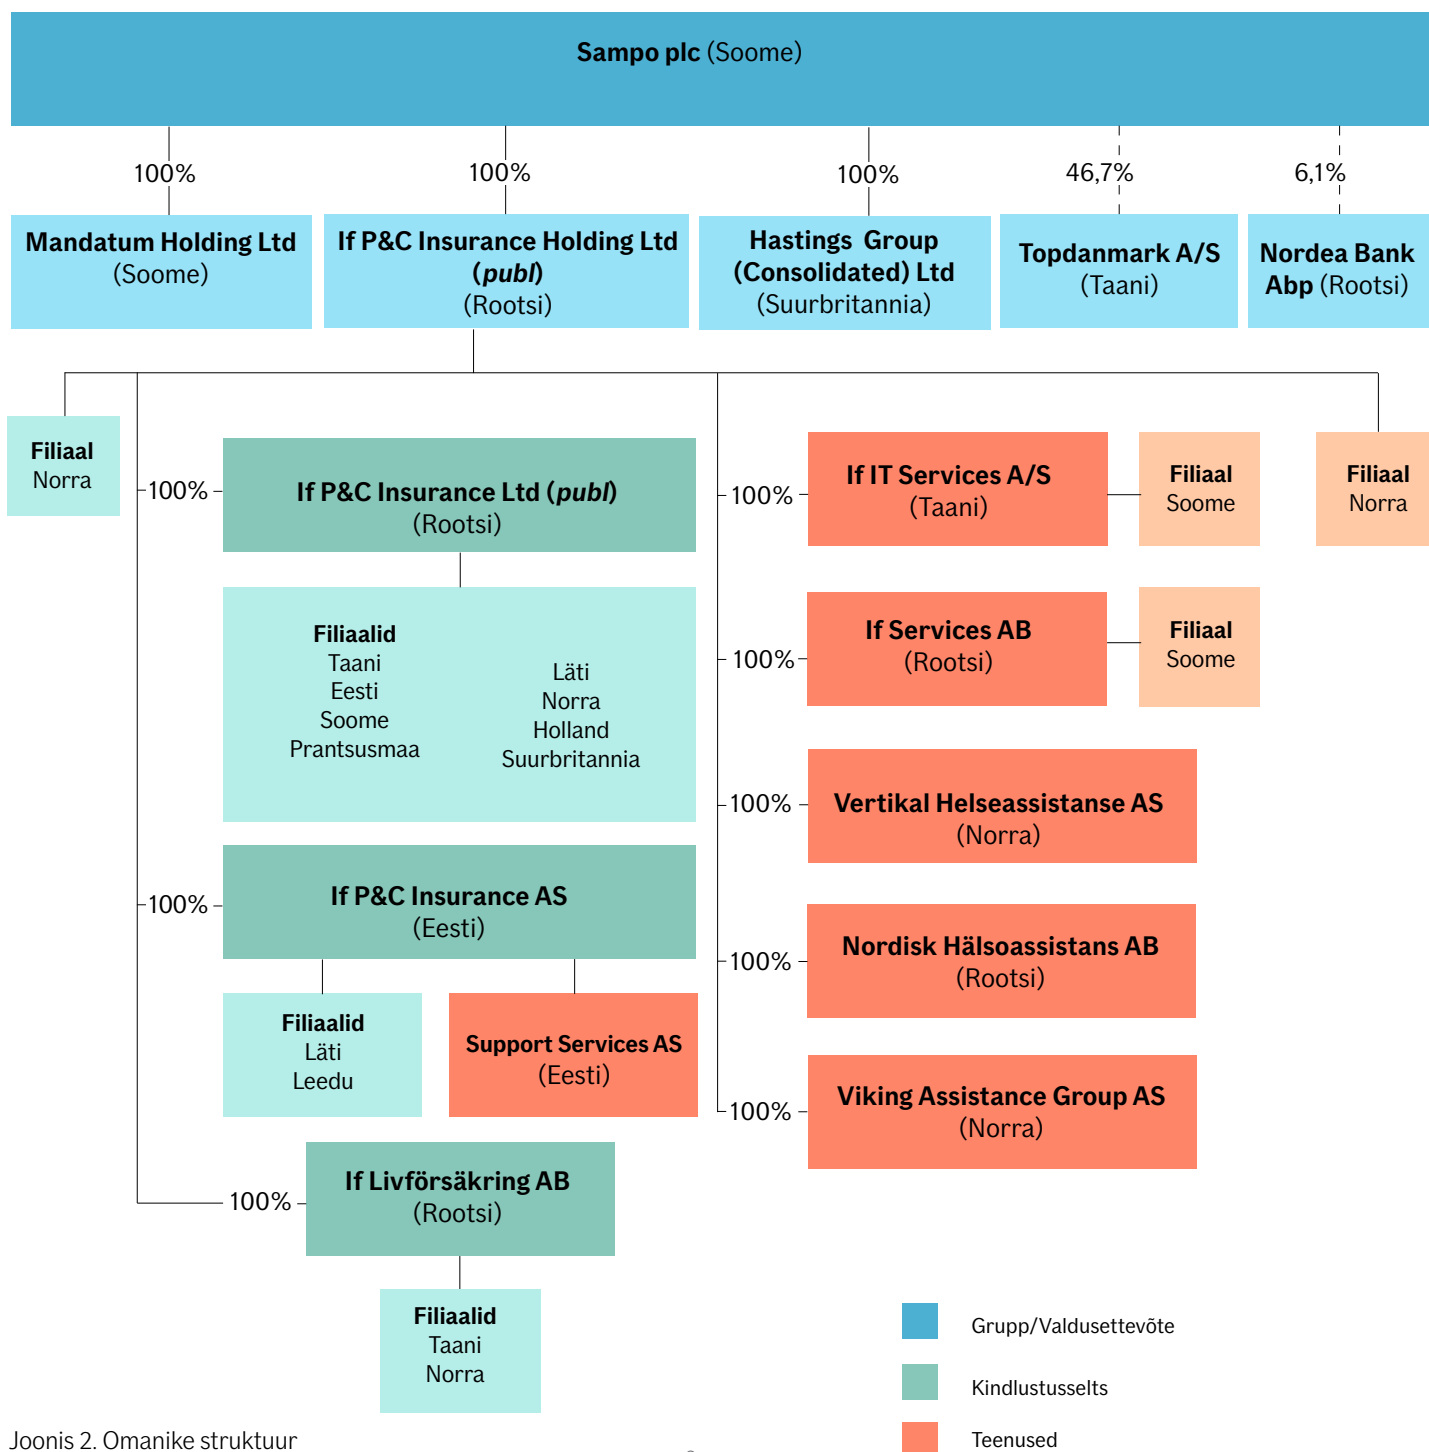 Sampo plc (Soome)
100%
100%
100%
46,7%
6,1%
Mandatum Holding Ltd
(Soome)
If P&C Insurance Holding Ltd
(publ)
(Rootsi)
Hastings Group
(Consolidated) Ltd
(Suurbritannia)
Topdanmark A/S
(Taani)
Nordea Bank
Abp (Rootsi)
Filiaal
Norra
100%
If P&C Insurance Ltd (publ)
(Rootsi)
Filiaalid
Taani
Eesti
Soome
Prantsusmaa
Läti
Norra
Holland
Suurbritannia
100%
If P&C Insurance AS
(Eesti)
Filiaalid
Läti
Leedu
Support Services AS
(Eesti)
100%
If Livförsäkring AB
(Rootsi)
Filiaalid
Taani
Norra
100%
If IT Services A/S
(Taani)
Filiaal
Soome
Filiaal
Norra
100%
If Services AB
(Rootsi)
Filiaal
Soome
100%
Vertikal Helseassistanse AS
(Norra)
100%
Nordisk Hälsoassistans AB
(Rootsi)
100%
Viking Assistance Group AS
(Norra)
Grupp/Valdusettevõte
Kindlustusselts
Teenused
Joonis 2. Omanike struktuur